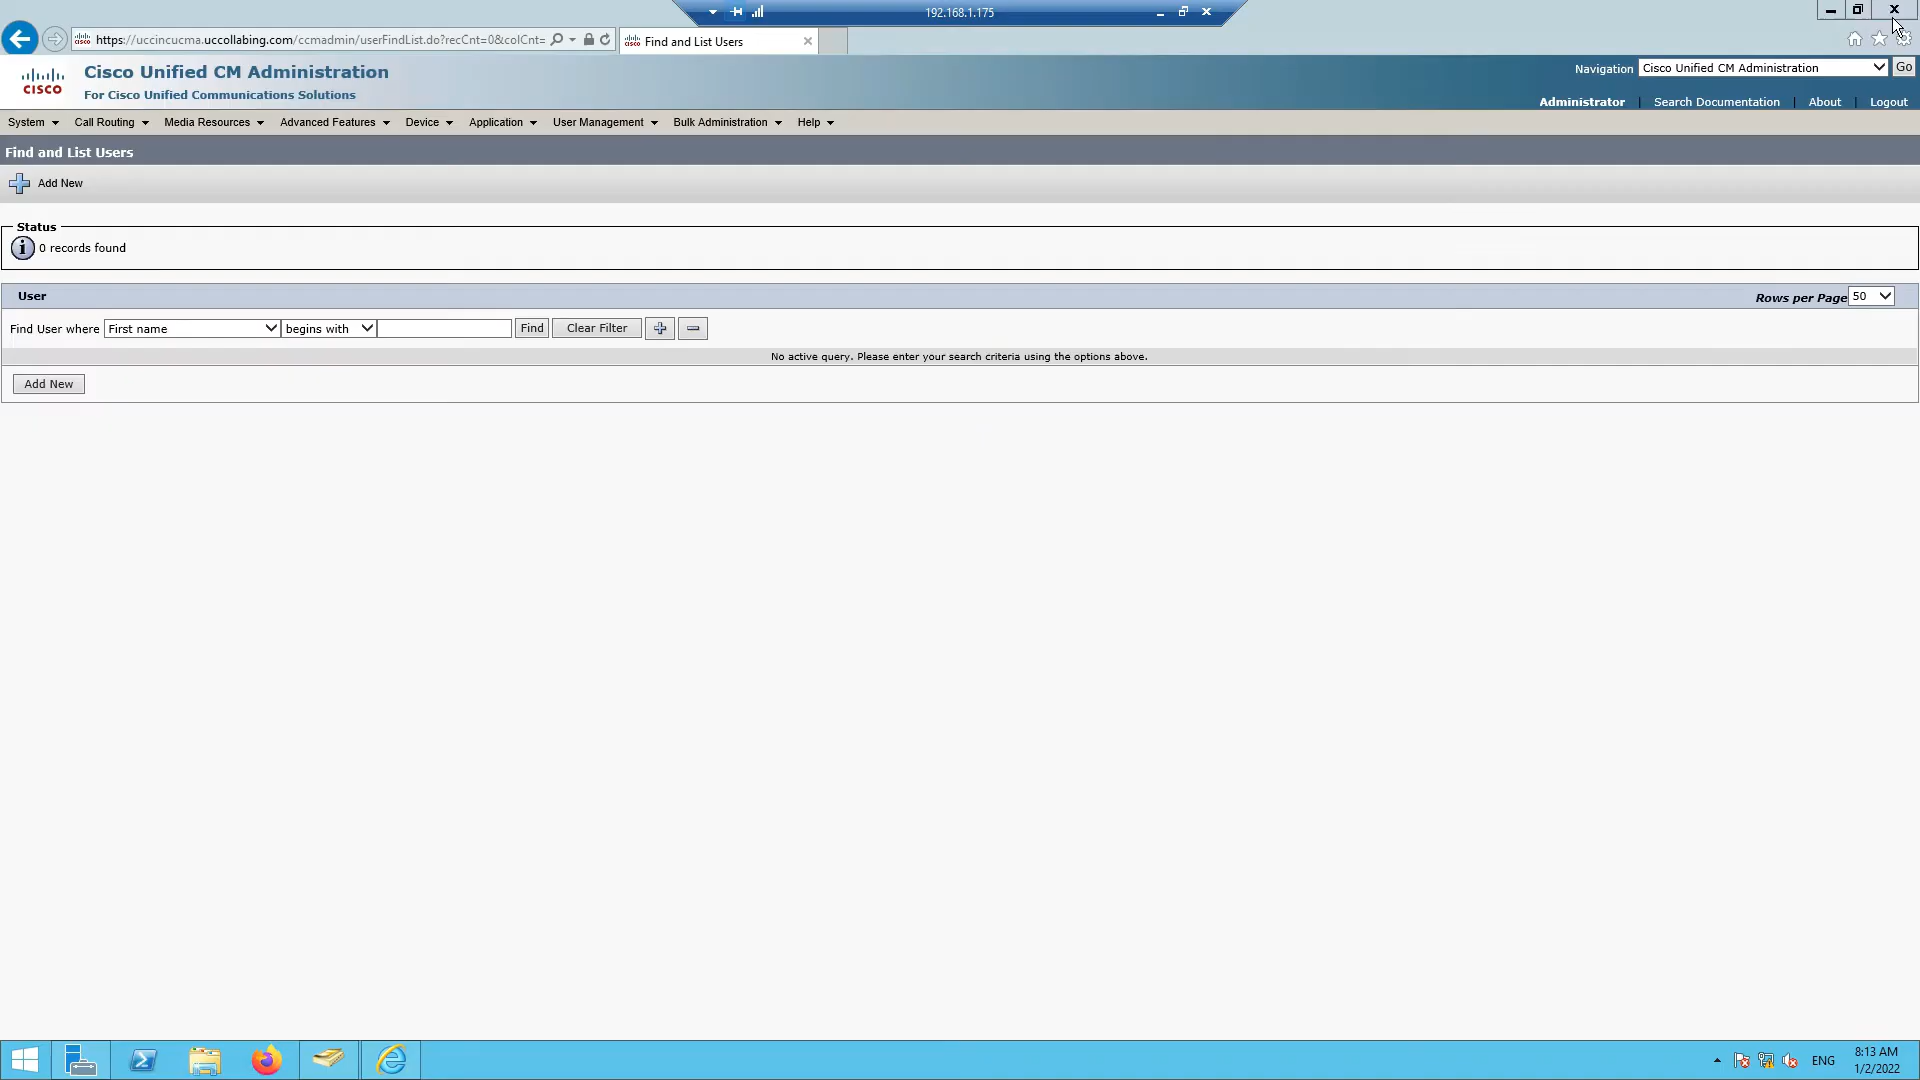 192.168.1.175
https://uccincucma.uccollabing.com/ccmadmin/userFindList.do?recCnt=0&colCnt=
Find and List Users
cisco
Cisco Unified CM Administration
For Cisco Unified Communications Solutions
Navigation Cisco Unified CM Administration Go
Administrator | Search Documentation | About | Logout
System Call Routing Media Resources Advanced Features Device Application User Management Bulk Administration Help
Find and List Users
Add New
Status
0 records found
User
Rows per Page 50
Find User where First name begins with Find Clear Filter
No active query. Please enter your search criteria using the options above.
Add New
ENG
8:13 AM
1/2/2022